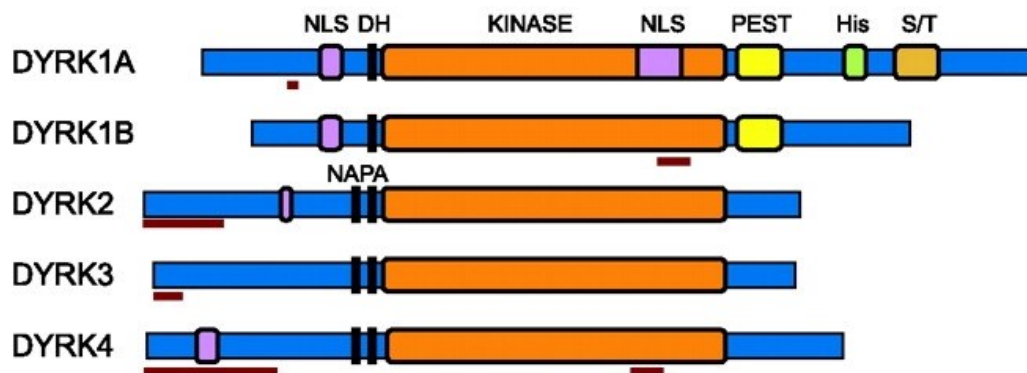 NLS DH KINASE NLS PEST His S/T
DYRK1A
DYRK1B
NAPA
DYRK2
DYRK3
DYRK4